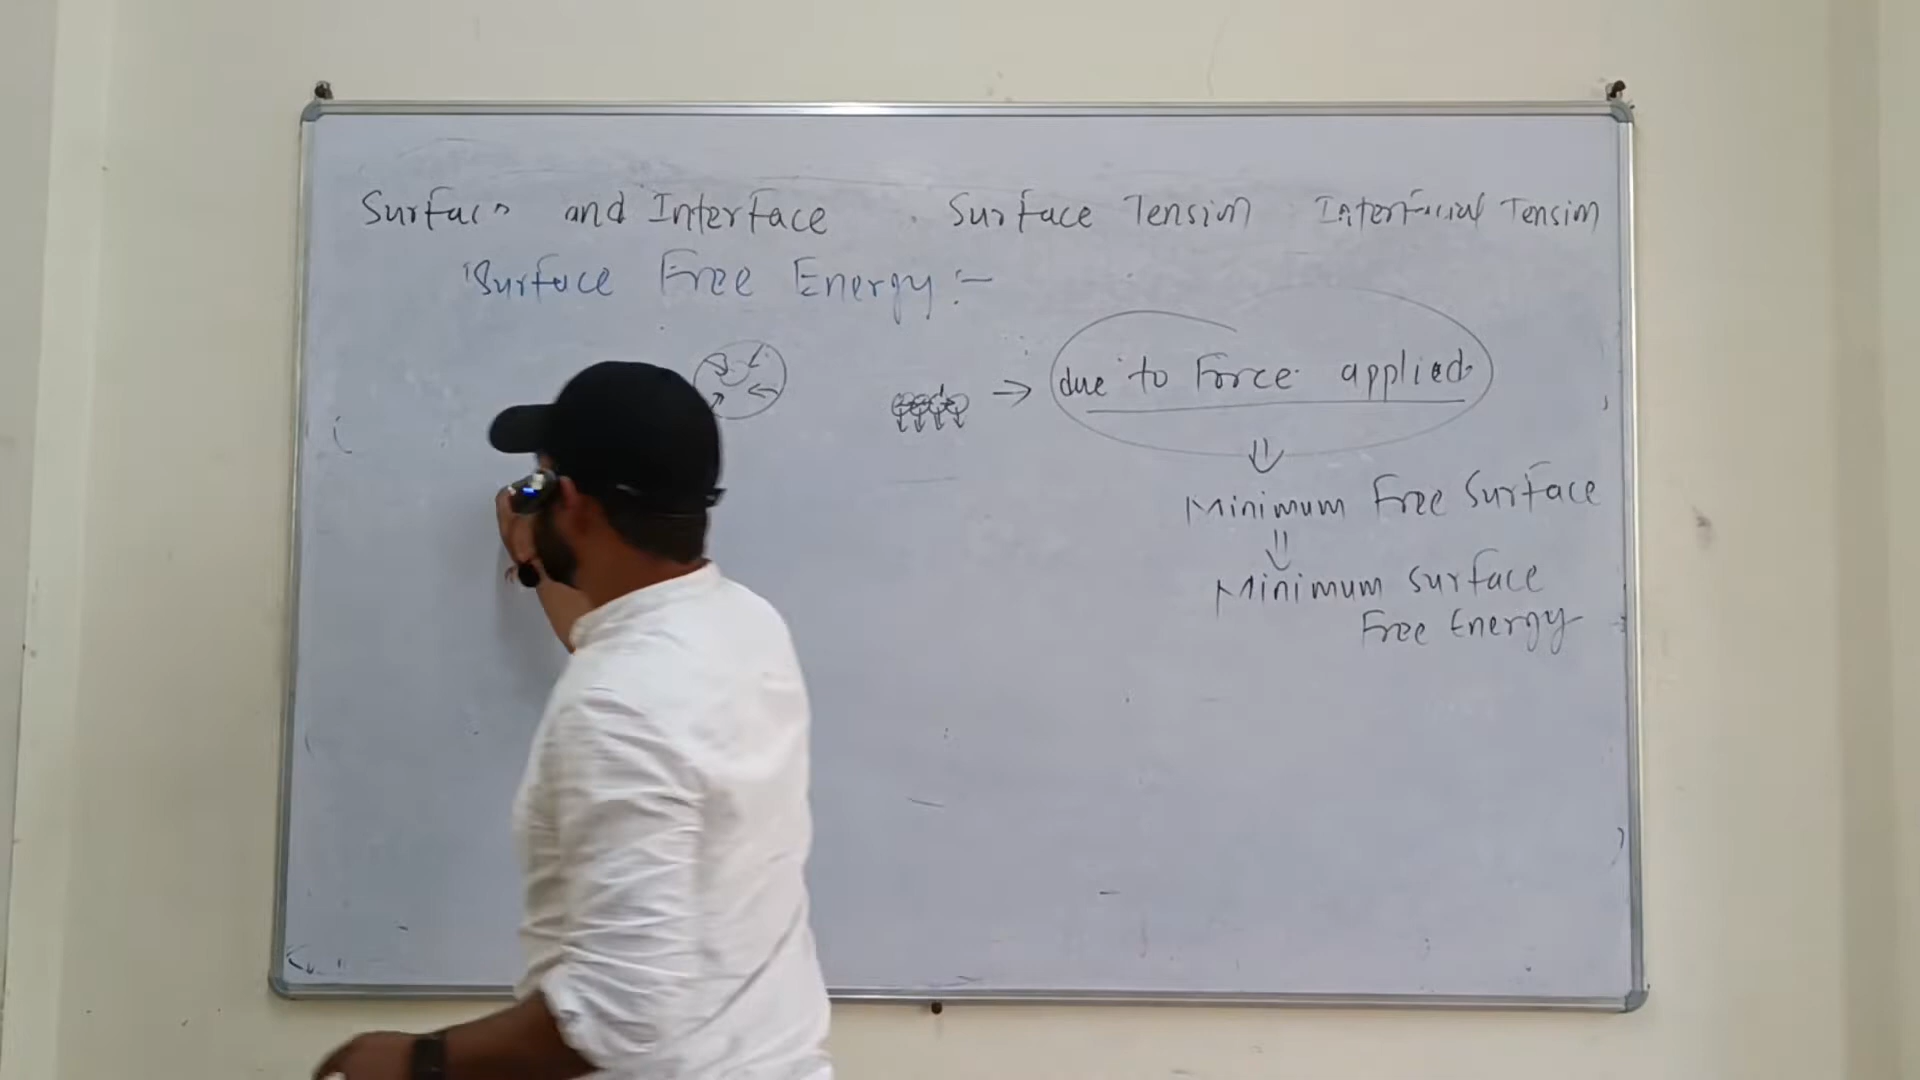 Surface and Interface Surface Tension Interfacial Tension
Surface Free Energy :-
→ due to Force applied
⇓
Minimum Free Surface
⇓
Minimum Surface
Free Energy